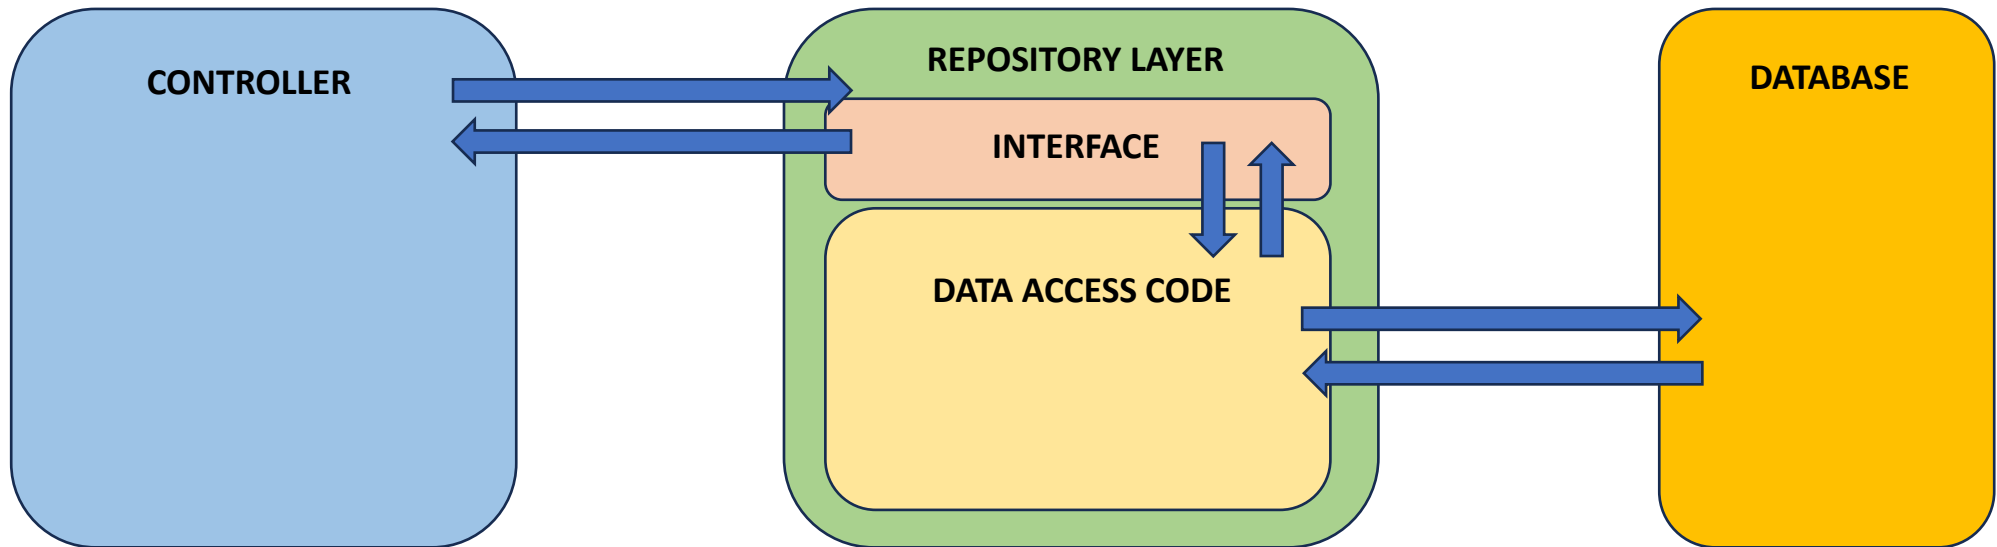 CONTROLLER
REPOSITORY LAYER
INTERFACE
DATA ACCESS CODE
DATABASE